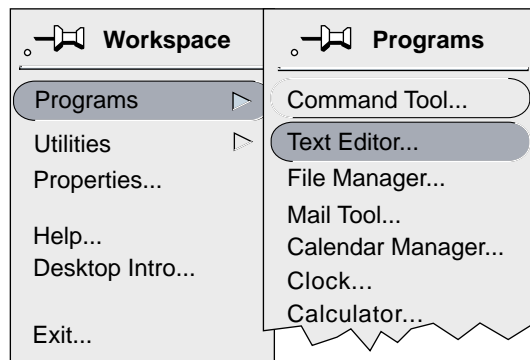 Workspace
Programs
Utilities
Properties...
Help...
Desktop Intro...
Exit...
Programs
Command Tool...
Text Editor...
File Manager...
Mail Tool...
Calendar Manager...
Clock...
Calculator...